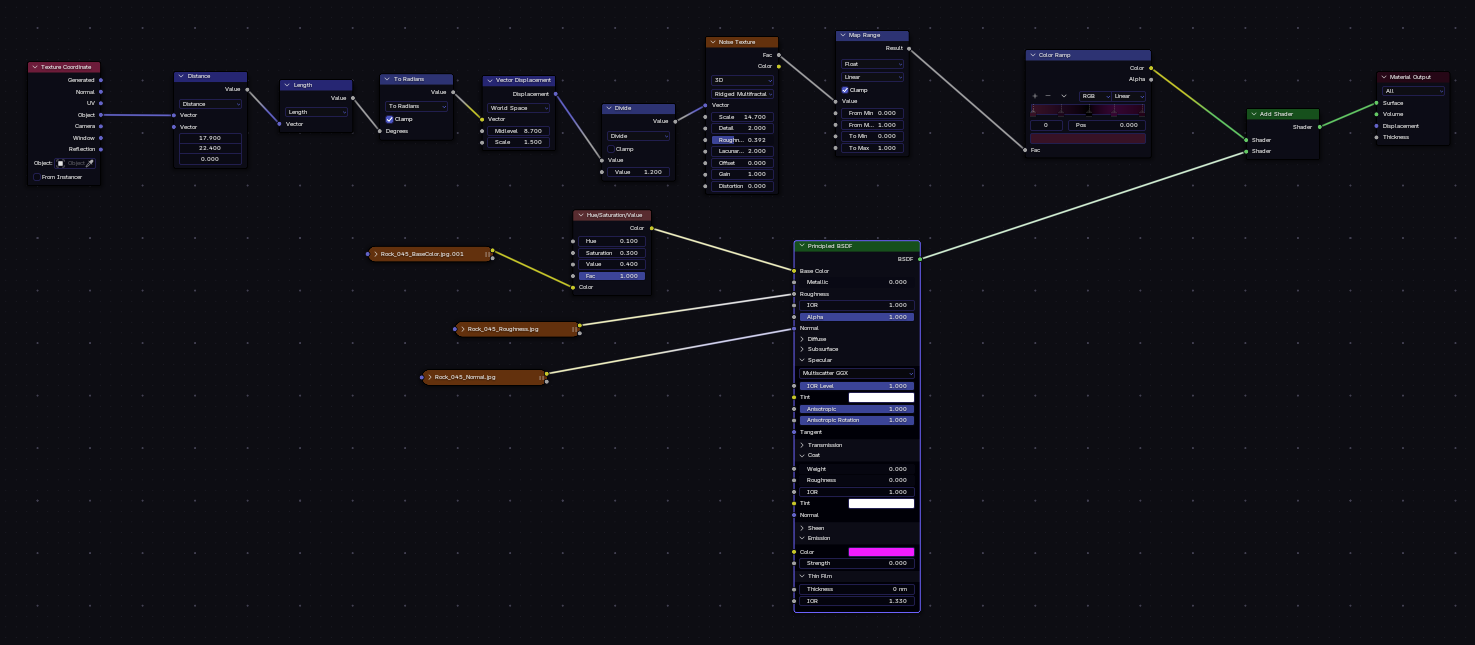 Texture Coordinate
Generated
Normal
UV
Object
Camera
Window
Reflection
Object:
Object
From Instancer
Distance
Value
Distance
Vector
Vector
17.900
22.400
0.000
Length
Value
Length
Vector
To Radians
Value
To Radians
Clamp
Degrees
Vector Displacement
Displacement
World Space
Vector
Midlevel 8.700
Scale 1.500
Divide
Value
Divide
Clamp
Value
Value 1.200
Noise Texture
Fac
Color
3D
Ridged Multifractal
Vector
Scale 14.700
Detail 2.000
Roughn... 0.392
Lacunar... 2.000
Offset 0.000
Gain 1.000
Distortion 0.000
Map Range
Result
Float
Linear
Clamp
Value
From Min 0.000
From M... 1.000
To Min 0.000
To Max 1.000
Color Ramp
Color
Alpha
+ − RGB Linear
0 Pos 0.000
Fac
Add Shader
Shader
Shader
Shader
Material Output
All
Surface
Volume
Displacement
Thickness
Hue/Saturation/Value
Color
Hue 0.100
Saturation 0.300
Value 0.400
Fac 1.000
Color
Rock_045_BaseColor.jpg.001
Rock_045_Roughness.jpg
Rock_045_Normal.jpg
Principled BSDF
BSDF
Base Color
Metallic 0.000
Roughness
IOR 1.000
Alpha 1.000
Normal
Diffuse
Subsurface
Specular
Multiscatter GGX
IOR Level 1.000
Tint
Anisotropic 1.000
Anisotropic Rotation 1.000
Tangent
Transmission
Coat
Weight 0.000
Roughness 0.000
IOR 1.000
Tint
Normal
Sheen
Emission
Color
Strength 0.000
Thin Film
Thickness 0 nm
IOR 1.330